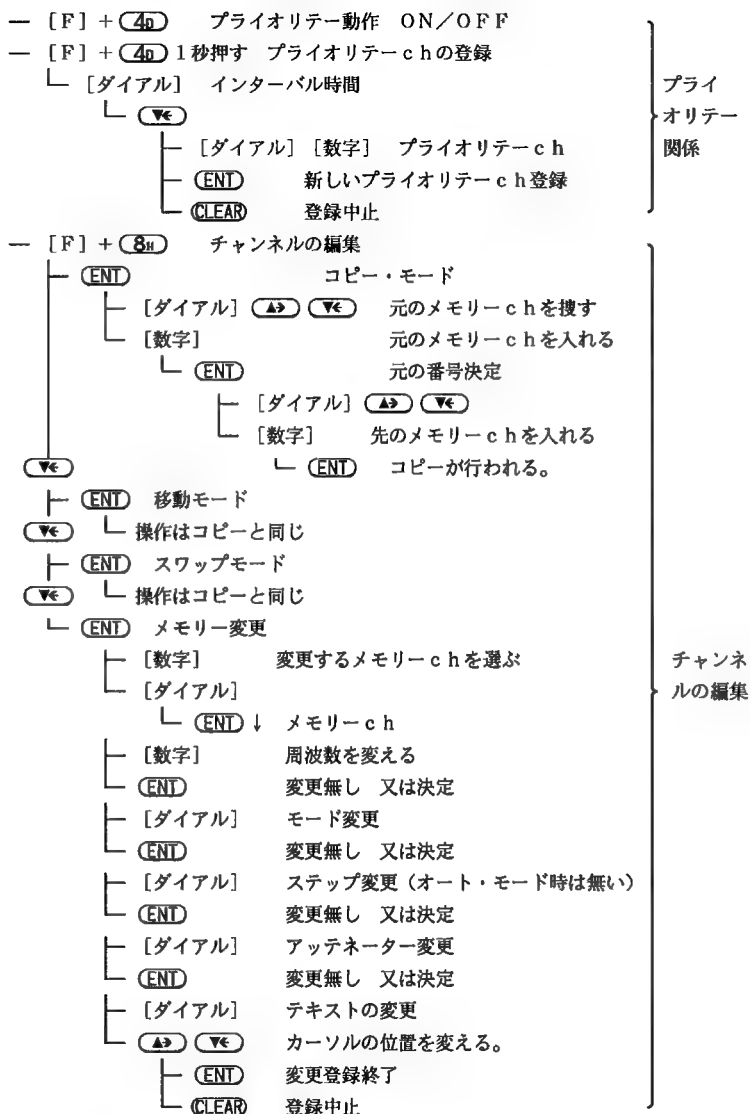 — [F] + 4D プライオリテー動作 ON/OFF
— [F] + 4D 1秒押す プライオリテーchの登録
└ [ダイアル] インターバル時間 プライ
└ ▼← オリテー
├ [ダイアル] [数字] プライオリテーch 関係
├ ENT 新しいプライオリテーch登録
└ CLEAR 登録中止
— [F] + 8H チャンネルの編集
├ ENT コピー・モード
├ [ダイアル] ▲→ ▼← 元のメモリーchを捜す
└ [数字] 元のメモリーchを入れる
└ ENT 元の番号決定
├ [ダイアル] ▲→ ▼←
└ [数字] 先のメモリーchを入れる
▼← └ ENT コピーが行われる。
├ ENT 移動モード
▼← └ 操作はコピーと同じ
├ ENT スワップモード
▼← └ 操作はコピーと同じ
└ ENT メモリー変更
├ [数字] 変更するメモリーchを選ぶ チャンネ
└ [ダイアル] ルの編集
└ ENT ↓ メモリーch
├ [数字] 周波数を変える
└ ENT 変更無し 又は決定
├ [ダイアル] モード変更
└ ENT 変更無し 又は決定
├ [ダイアル] ステップ変更(オート・モード時は無い)
└ ENT 変更無し 又は決定
├ [ダイアル] アッテネーター変更
└ ENT 変更無し 又は決定
├ [ダイアル] テキストの変更
└ ▲→ ▼← カーソルの位置を変える。
├ ENT 変更登録終了
└ CLEAR 登録中止